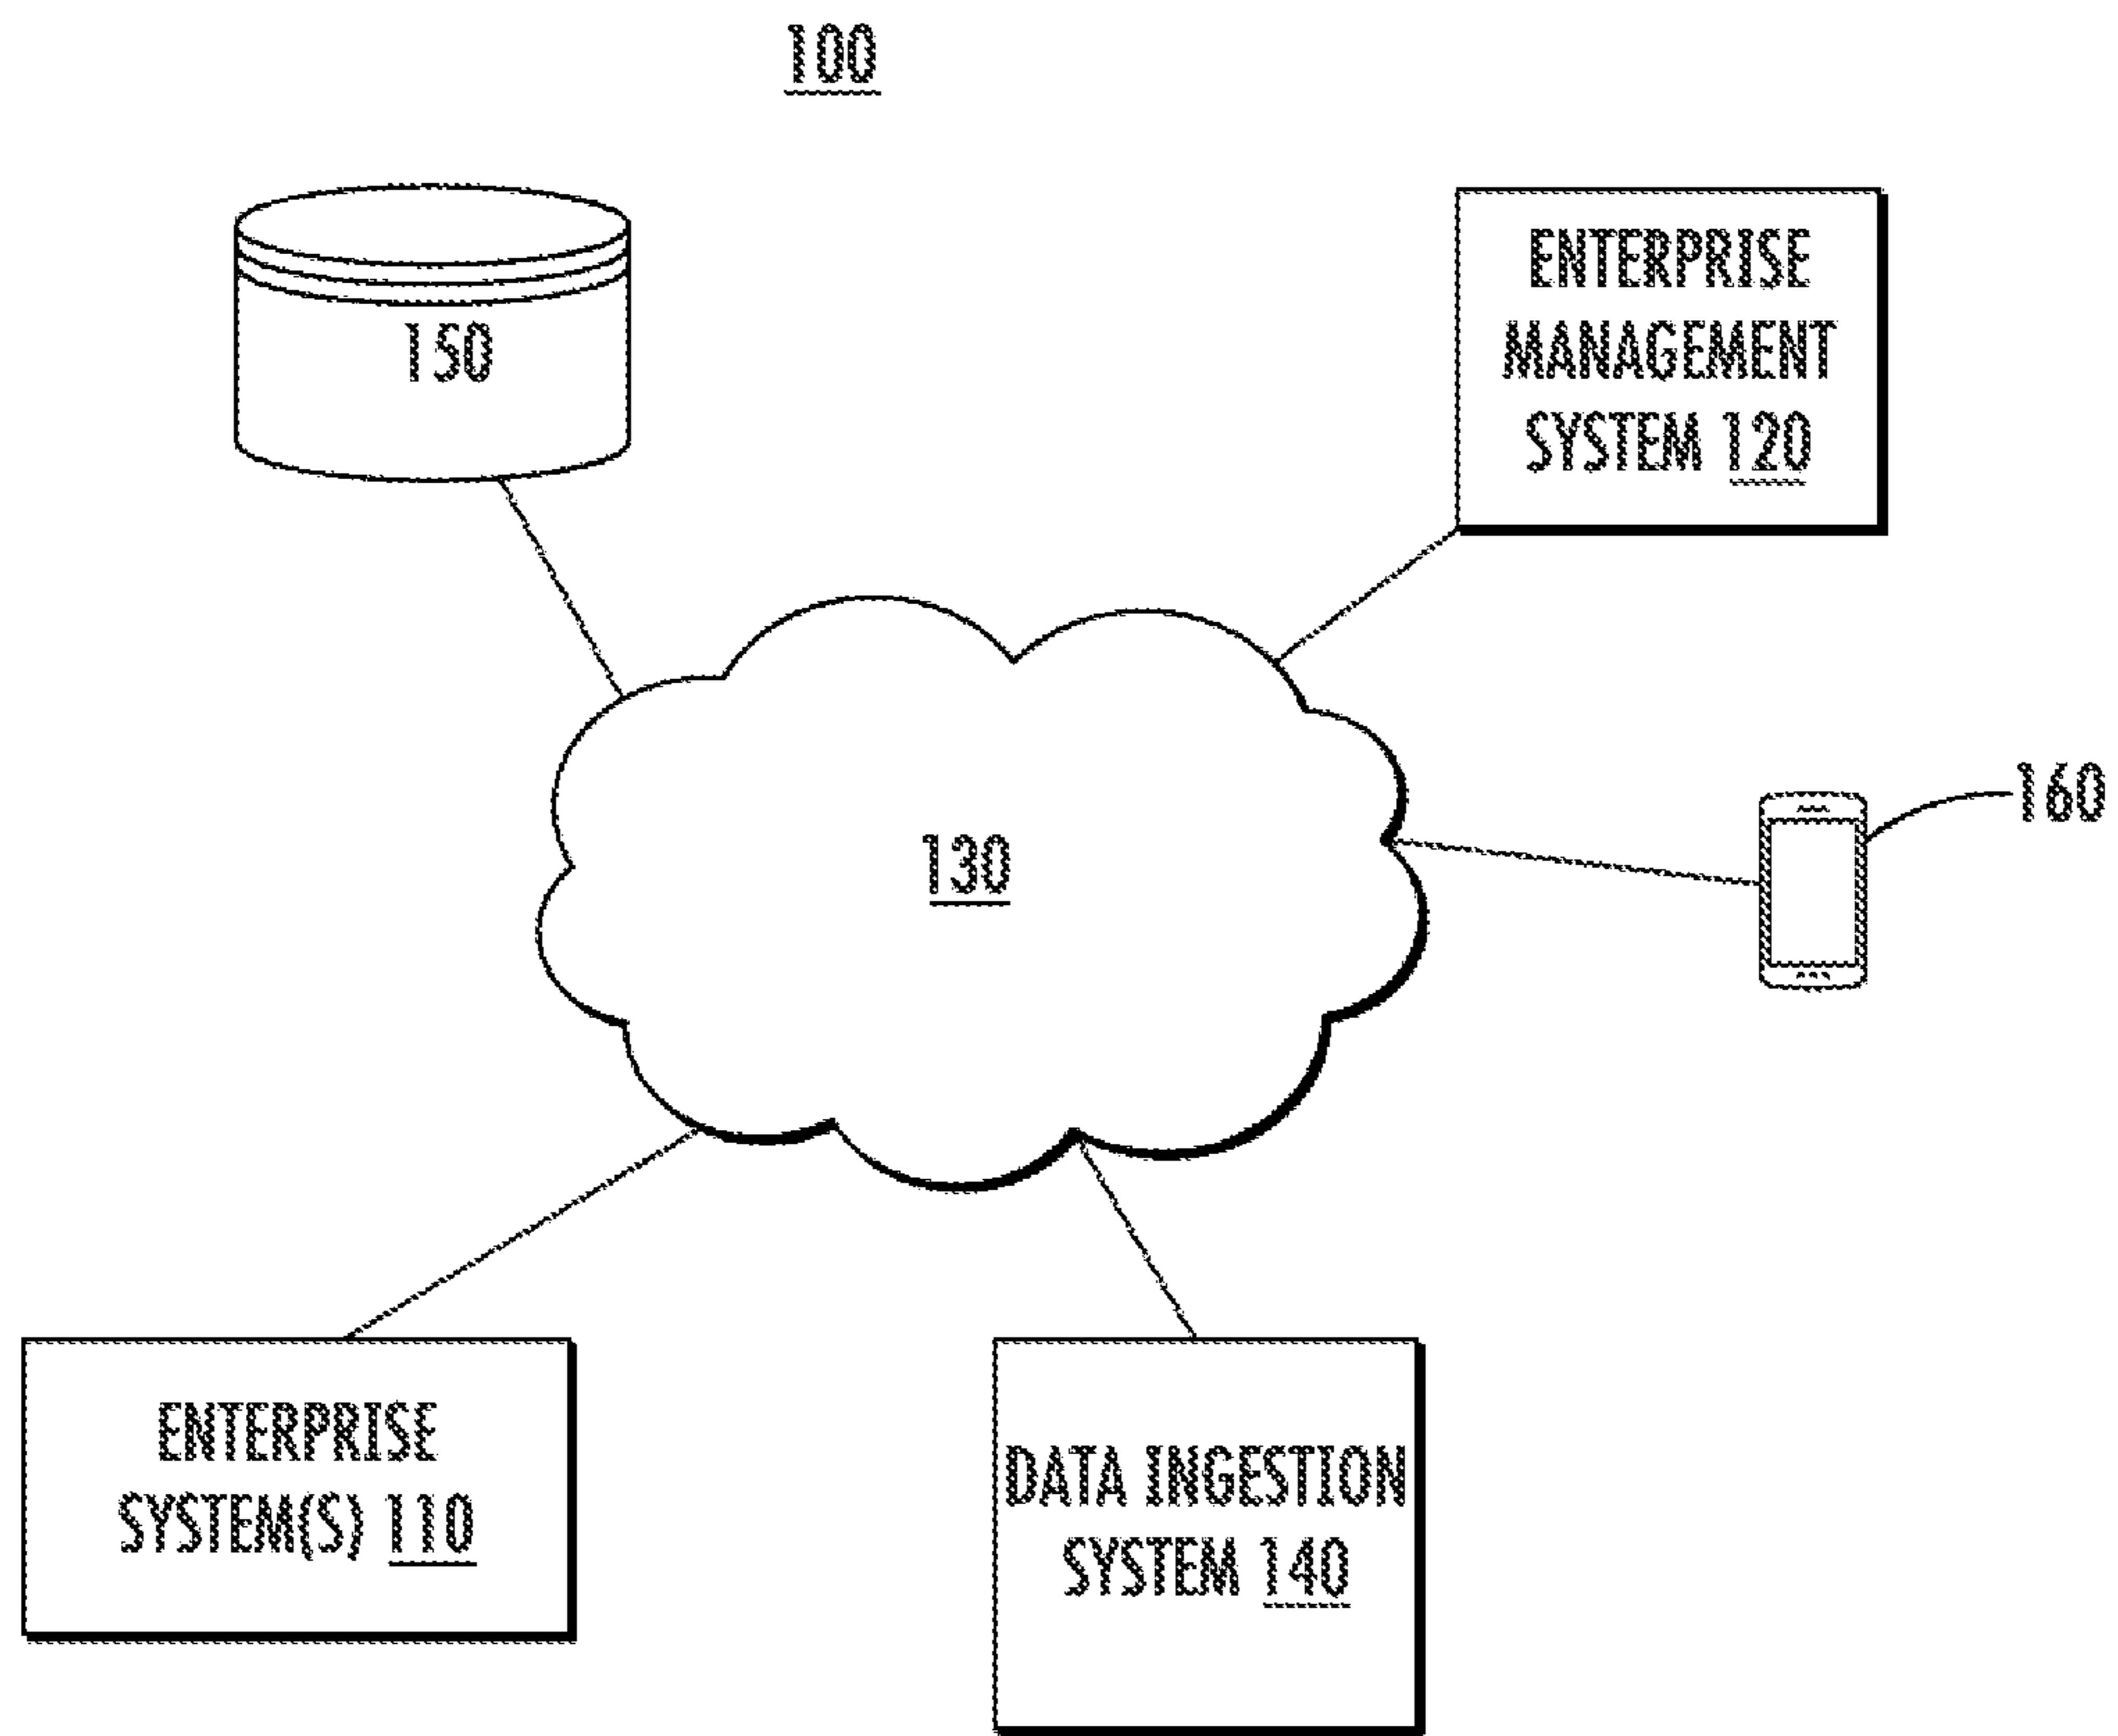 100
150
ENTERPRISE
MANAGEMENT
SYSTEM 120
160
130
ENTERPRISE
SYSTEM(S) 110
DATA INGESTION
SYSTEM 140